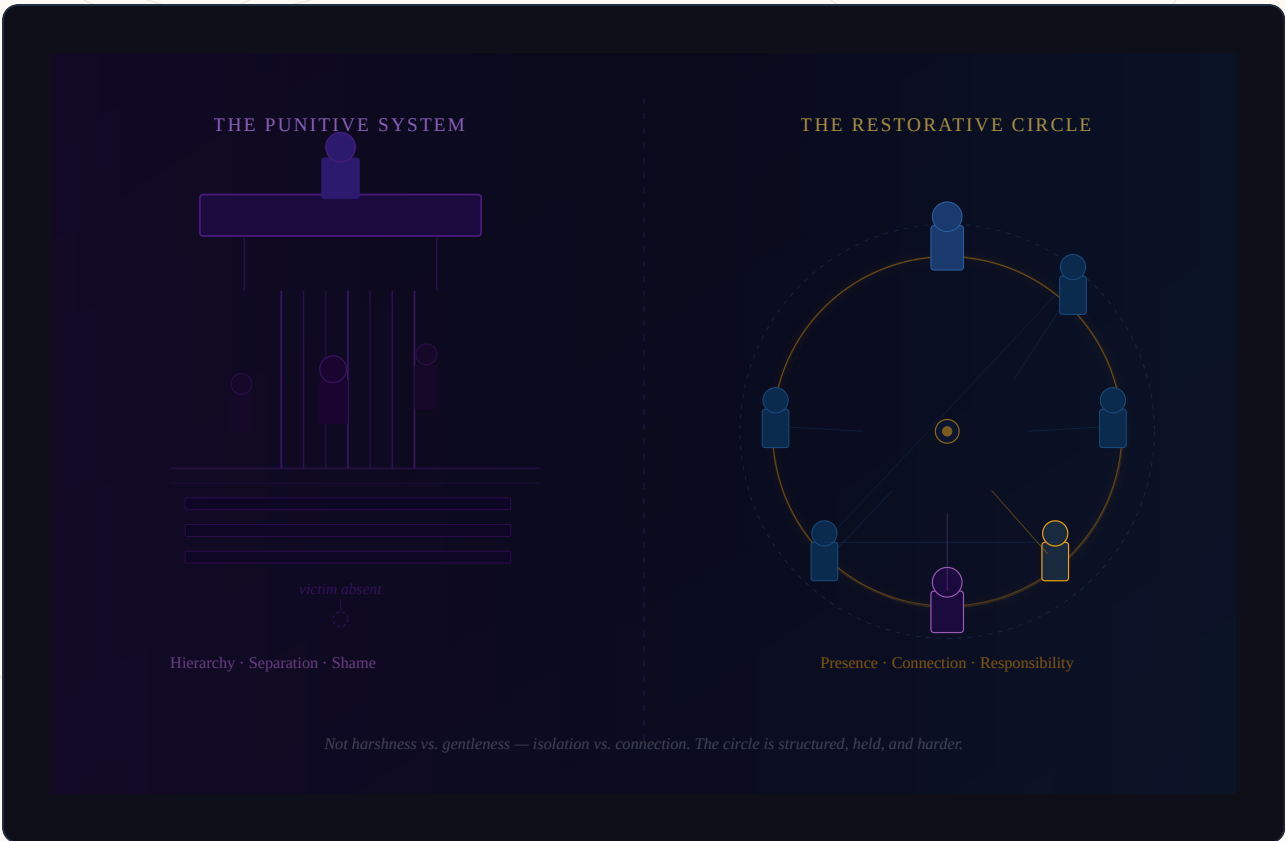 THE PUNITIVE SYSTEM
THE RESTORATIVE CIRCLE
victim absent
Hierarchy · Separation · Shame
Presence · Connection · Responsibility
Not harshness vs. gentleness — isolation vs. connection. The circle is structured, held, and harder.